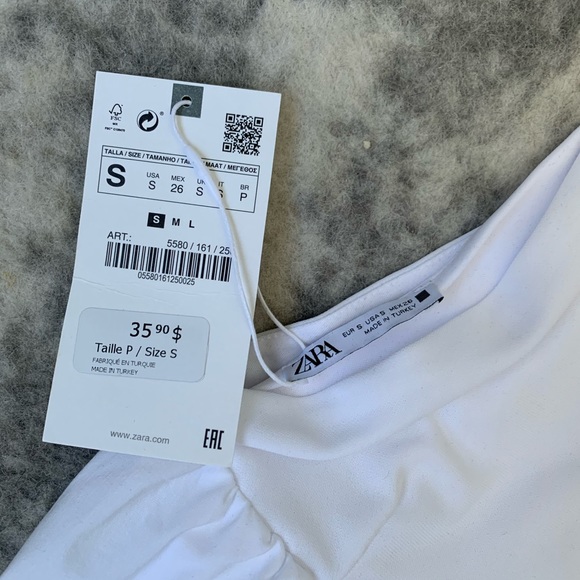 FSC
TALLA / SIZE / TAMANHO / MAAT / ΜΕΓΕΘΟΣ
S
USA
S
MEX
26
S
BR
P
S M L
ART.:
5580 / 161 / 25
05580161250025
35 90 $
Taille P / Size S
FABRIQUÉ EN TURQUIE
MADE IN TURKEY
www.zara.com
EAC
ZARA
EUR S USA S MEX 26
MADE IN TURKEY